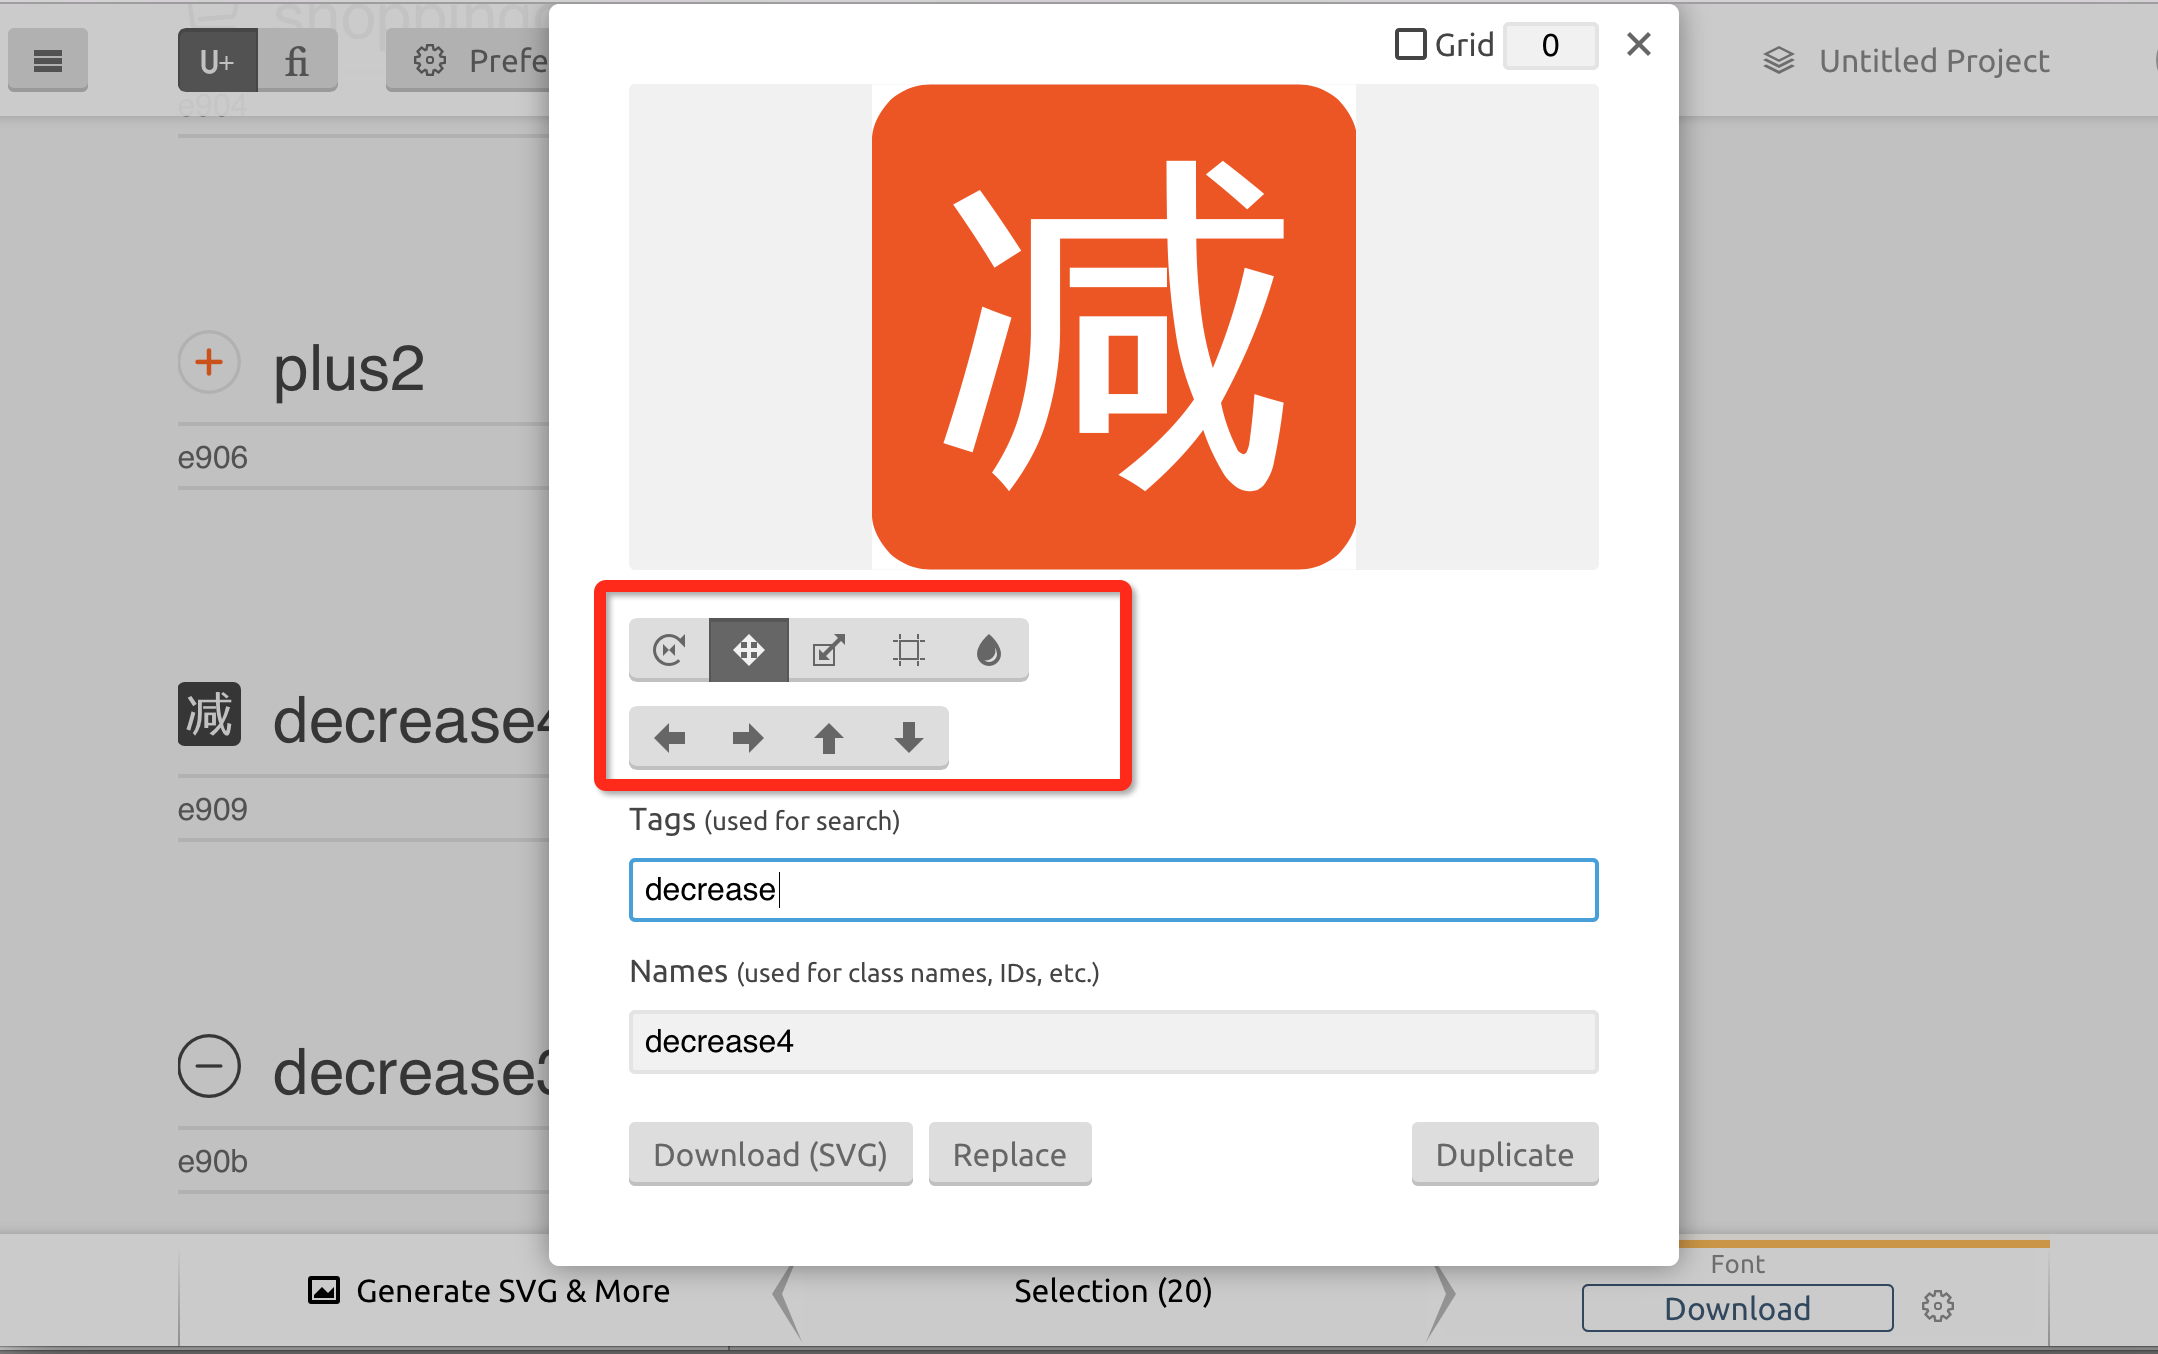 shopping
U+
fi
Prefe
Untitled Project
e904
Grid
0
减
plus2
e906
减
decrease4
e909
Tags (used for search)
decrease
Names (used for class names, IDs, etc.)
decrease4
decrease3
e90b
Download (SVG)
Replace
Duplicate
Generate SVG & More
Selection (20)
Font
Download